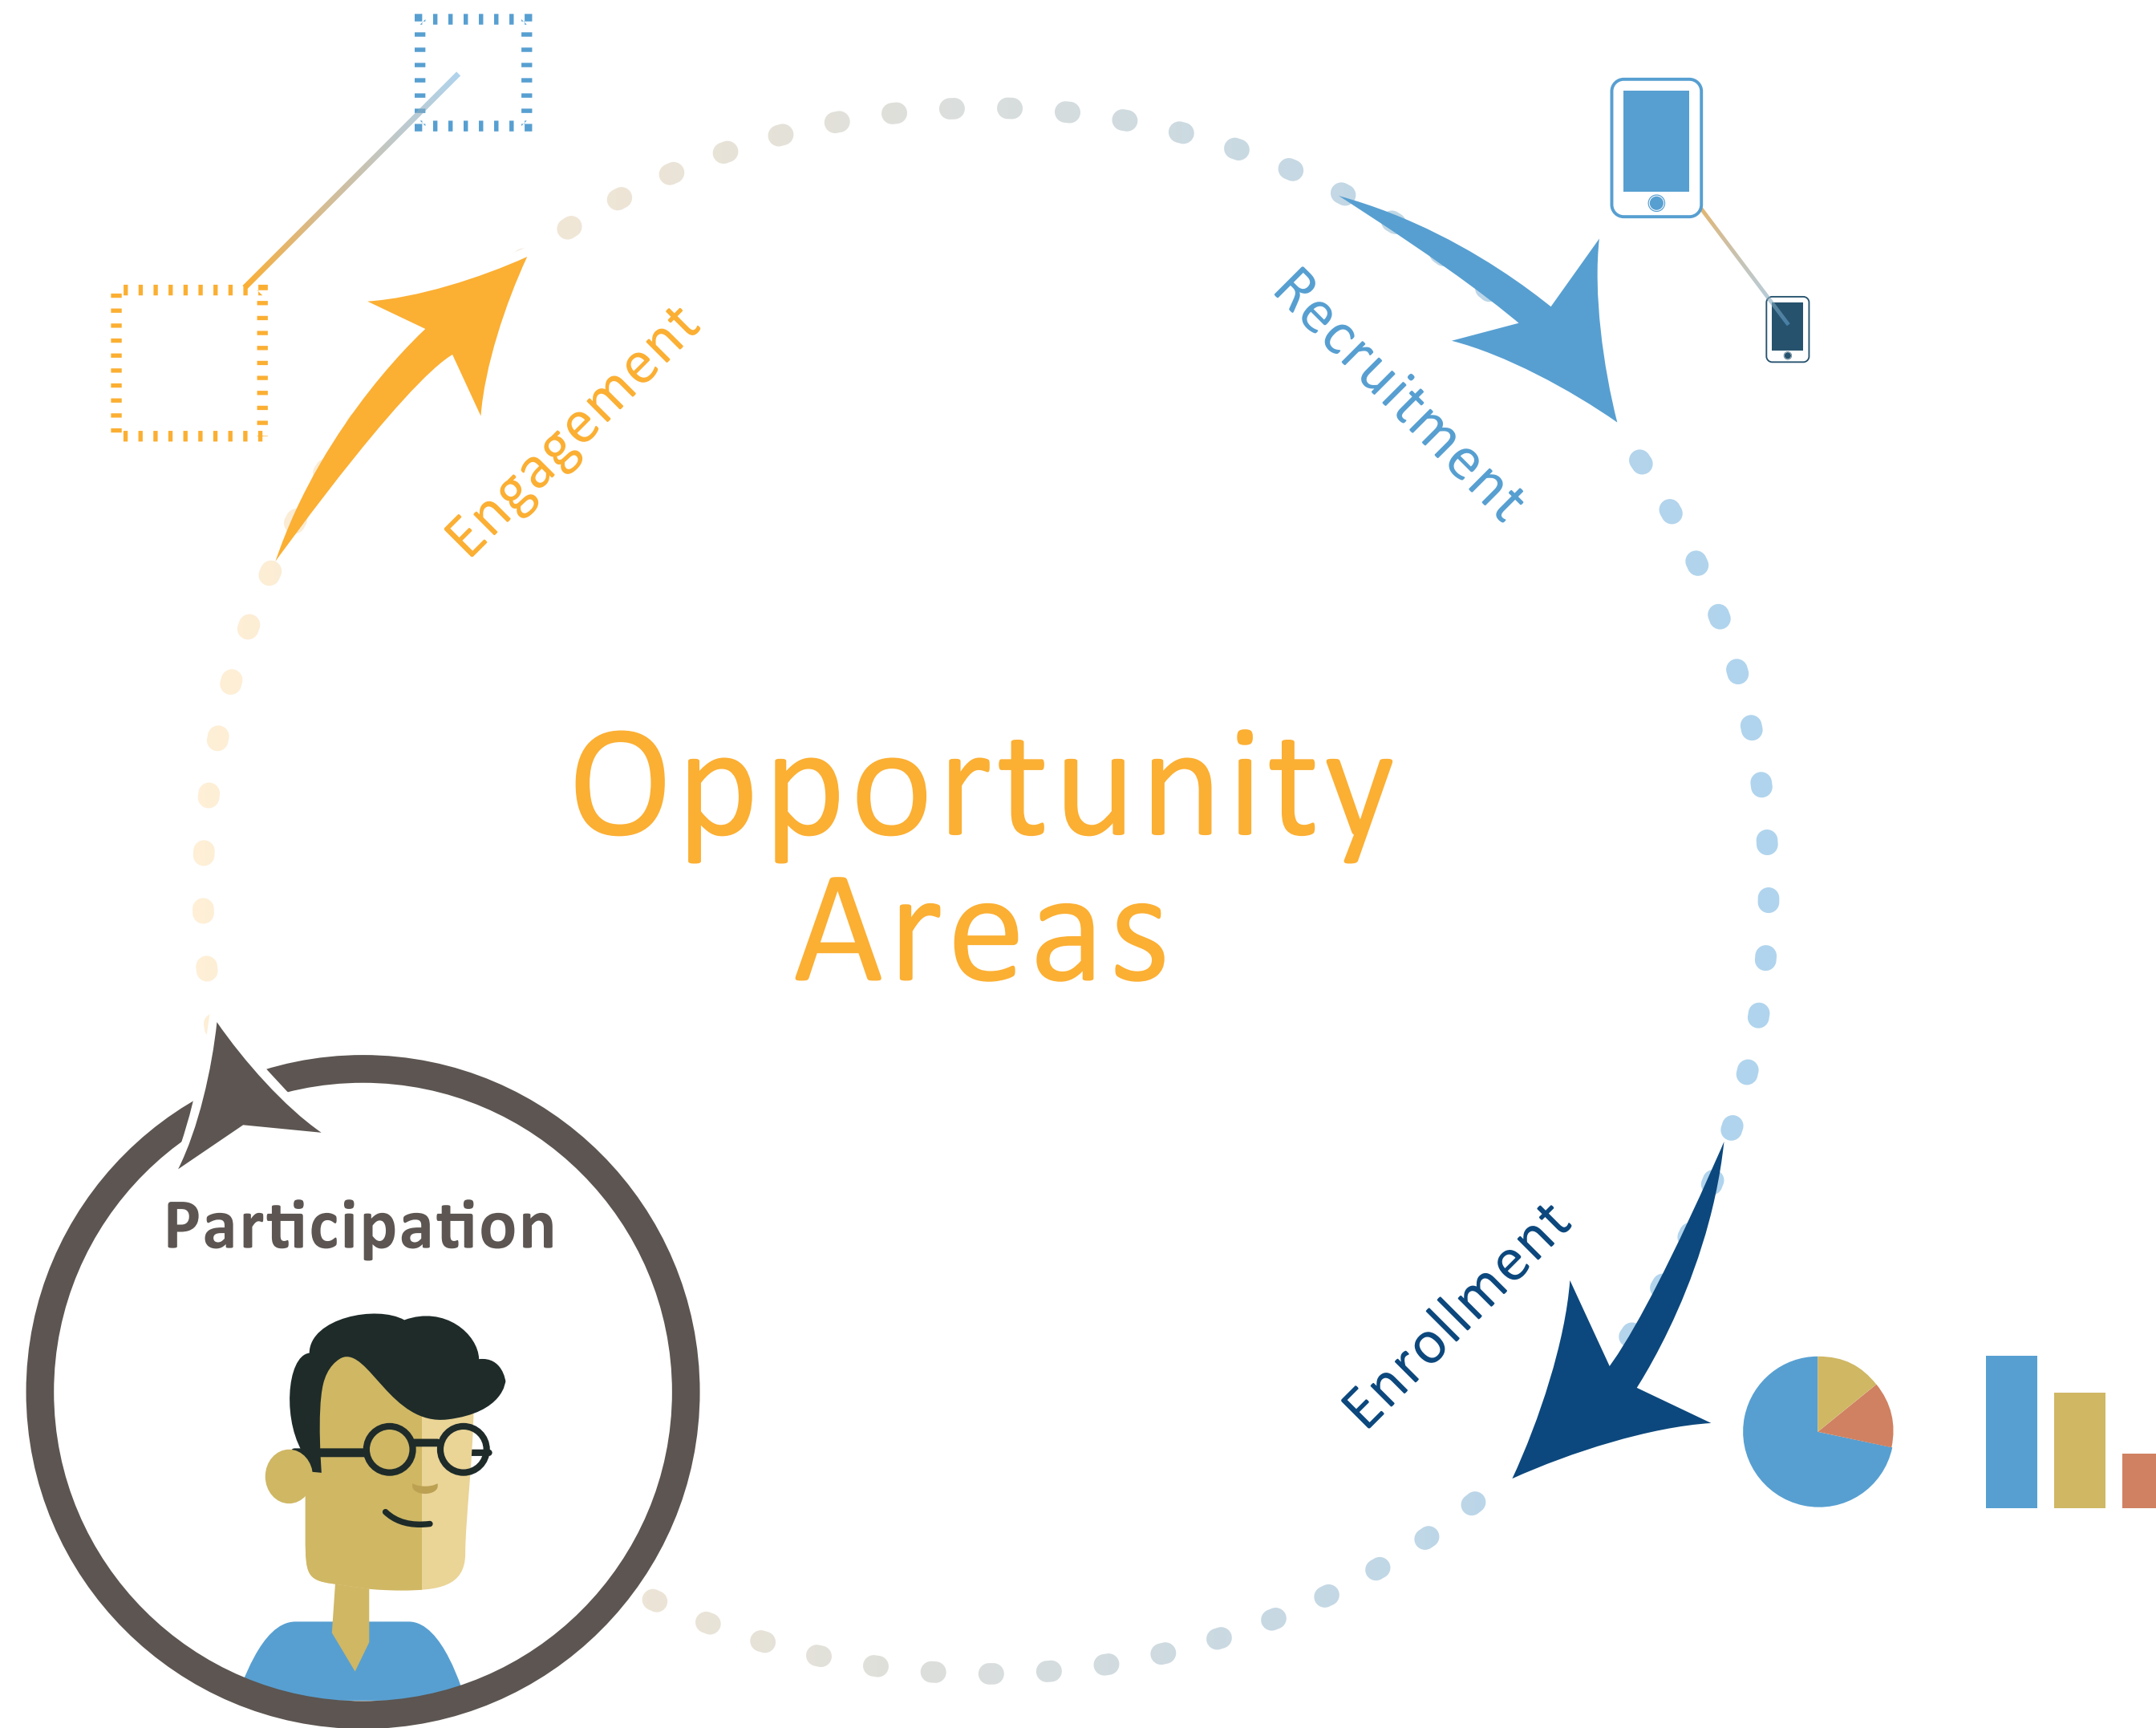 Engagement
Recruitment
Opportunity
Areas
Participation
Enrollment